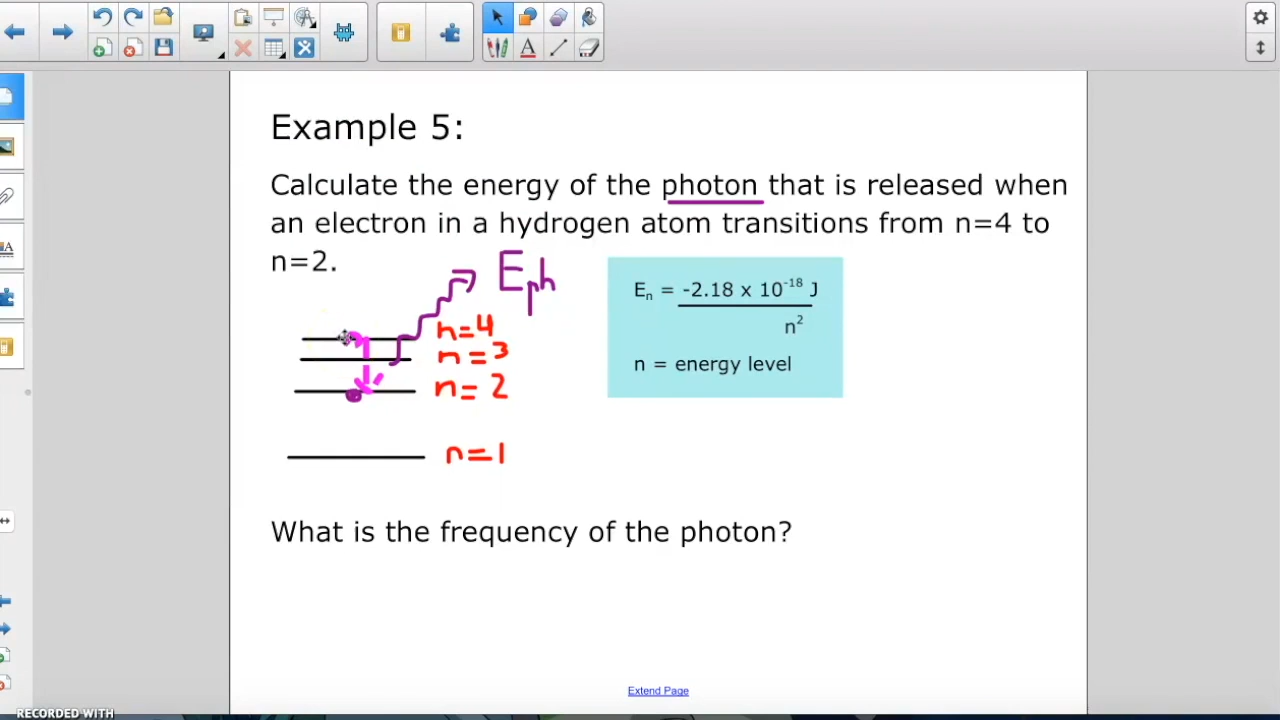 Example 5:
Calculate the energy of the photon that is released when
an electron in a hydrogen atom transitions from n=4 to
n=2.
Eph
Eₙ = -2.18 x 10⁻¹⁸ J
n²
n = energy level
n=4
n=3
n=2
n=1
What is the frequency of the photon?
Extend Page
RECORDED WITH